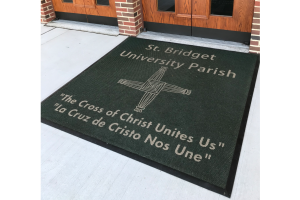 St. Bridget
University Parish
"The Cross of Christ Unites Us"
"La Cruz de Cristo Nos Une"